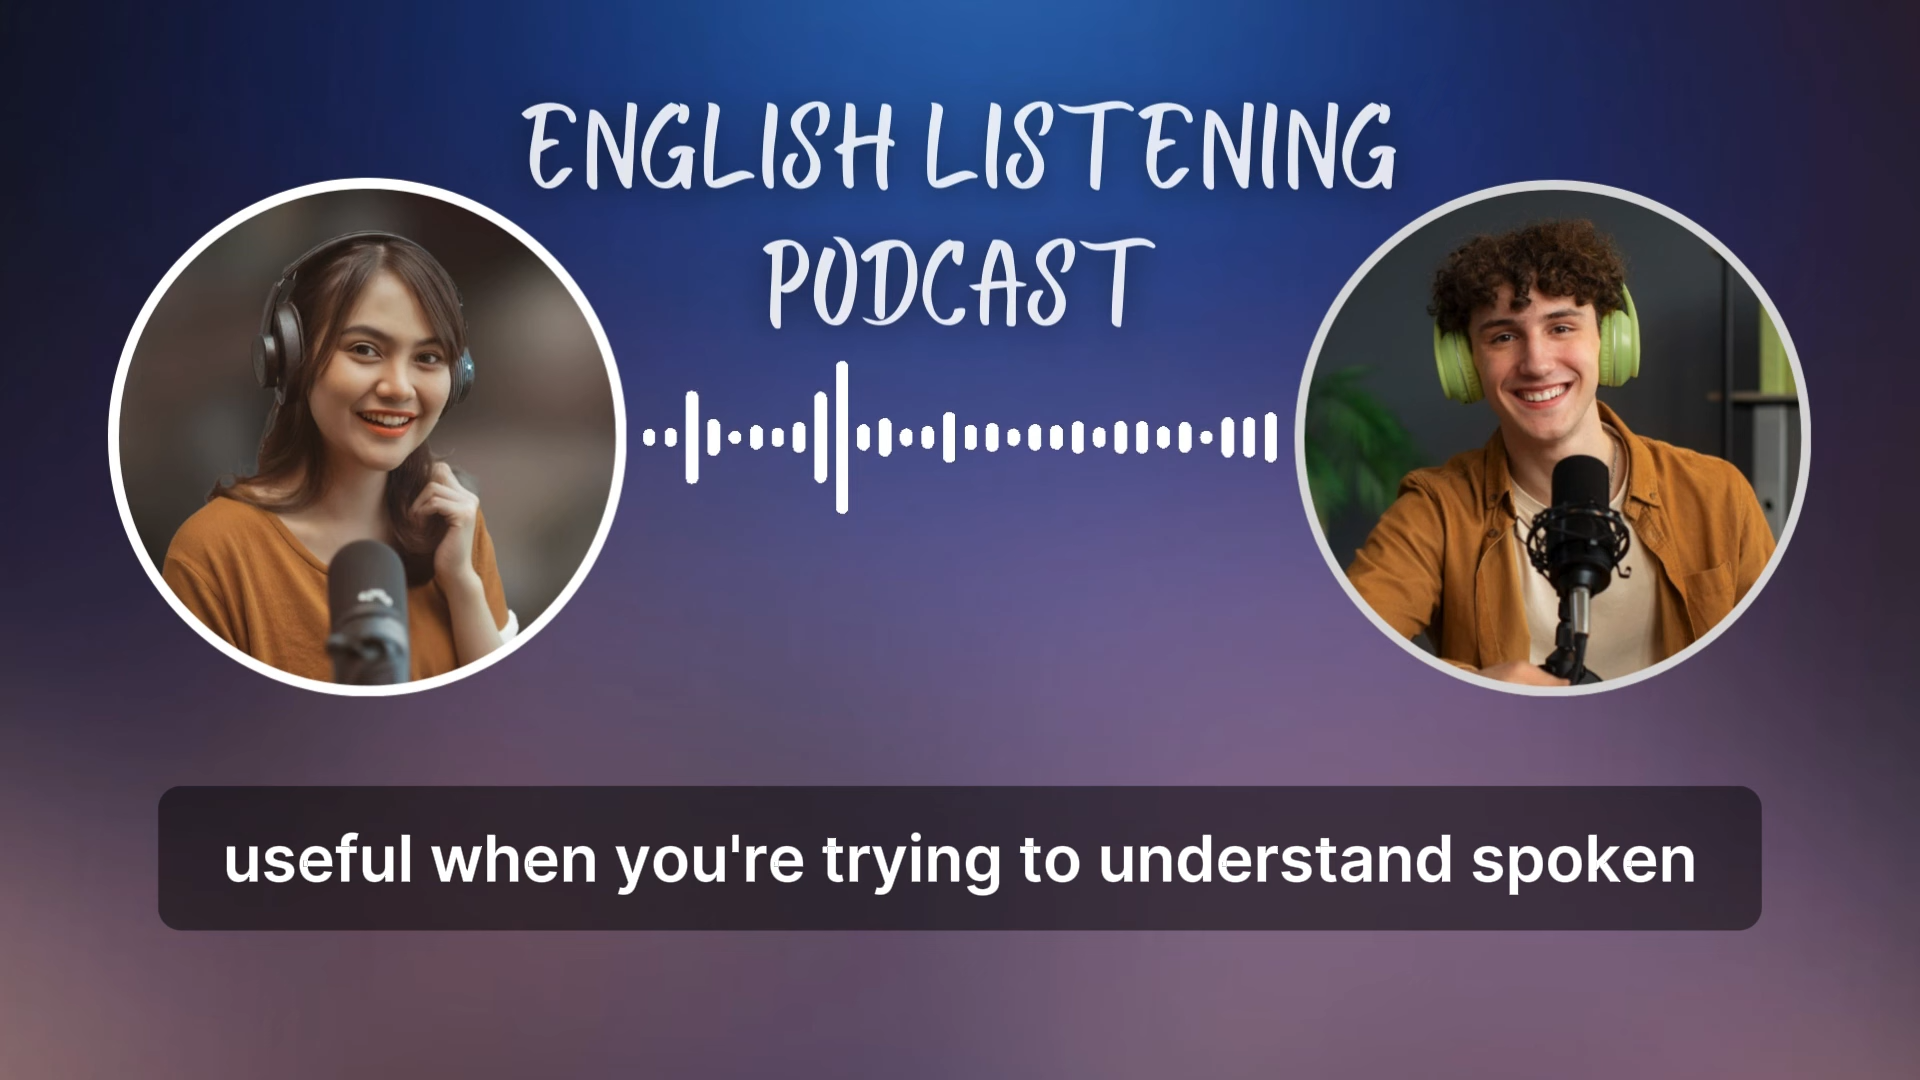 ENGLISH LISTENING
PODCAST
useful when you're trying to understand spoken